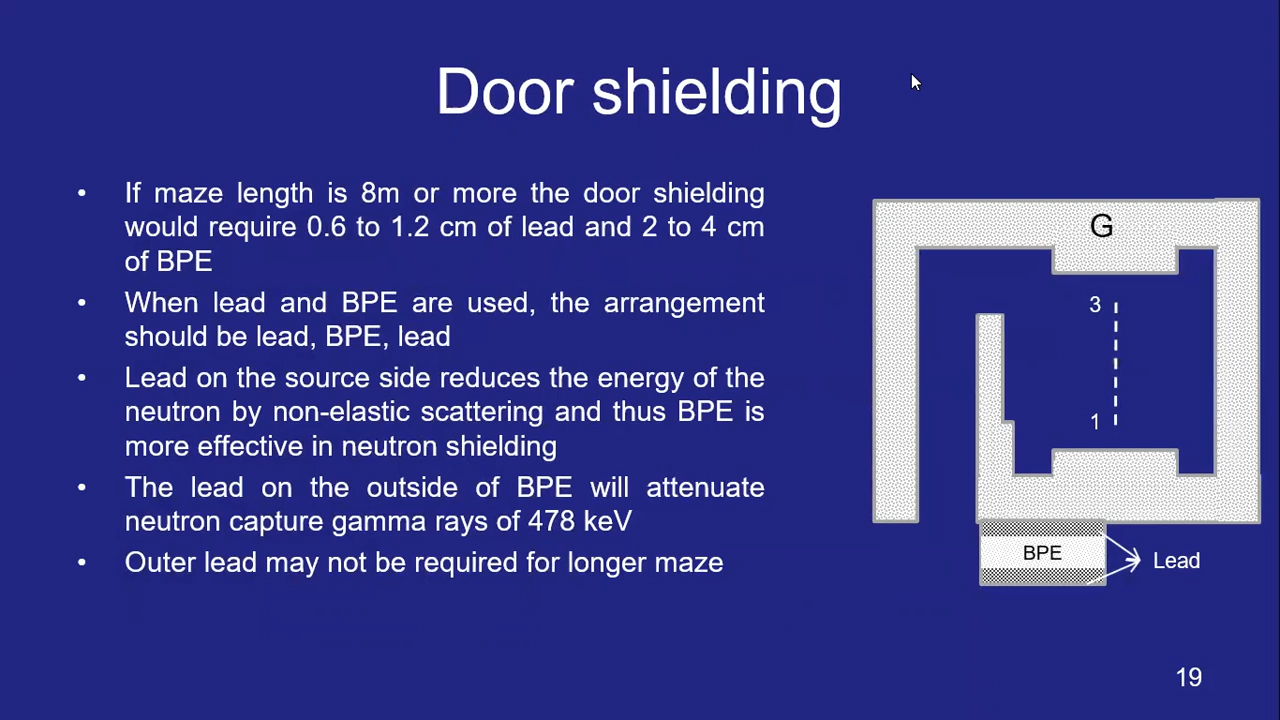 Door shielding
• If maze length is 8m or more the door shielding
would require 0.6 to 1.2 cm of lead and 2 to 4 cm
of BPE
• When lead and BPE are used, the arrangement
should be lead, BPE, lead
• Lead on the source side reduces the energy of the
neutron by non-elastic scattering and thus BPE is
more effective in neutron shielding
• The lead on the outside of BPE will attenuate
neutron capture gamma rays of 478 keV
• Outer lead may not be required for longer maze
G
3
1
BPE
Lead
19